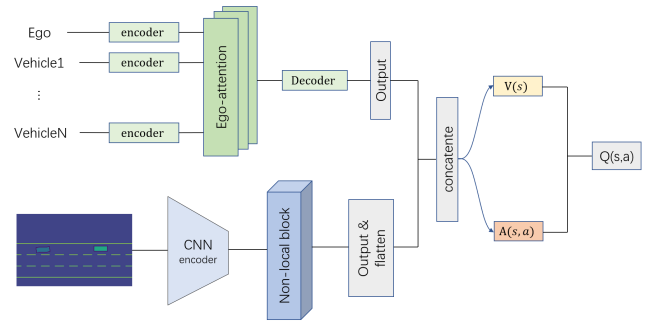 Ego
encoder
Vehicle1
encoder
⋮
VehicleN
encoder
Ego-attention
Decoder
Output
CNN
encoder
Non-local block
Output &
flatten
concatente
V(s)
A(s,a)
Q(s,a)